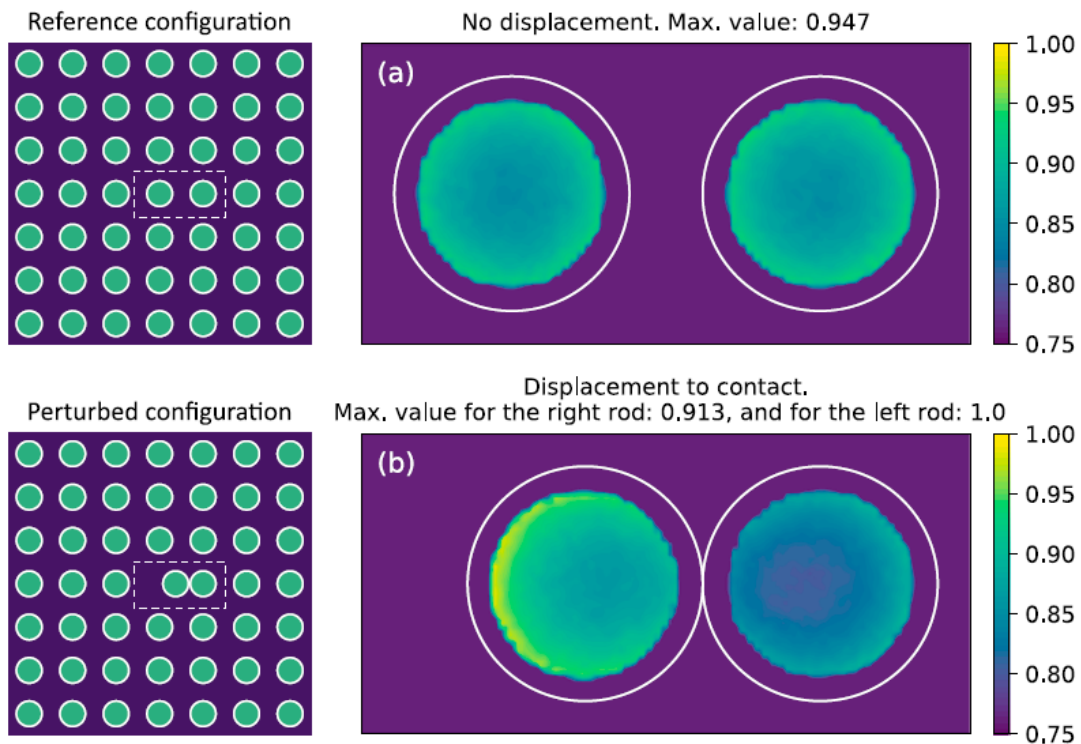 Reference configuration
No displacement. Max. value: 0.947
(a)
1.00
0.95
0.90
0.85
0.80
0.75
Perturbed configuration
Displacement to contact.
Max. value for the right rod: 0.913, and for the left rod: 1.0
(b)
1.00
0.95
0.90
0.85
0.80
0.75